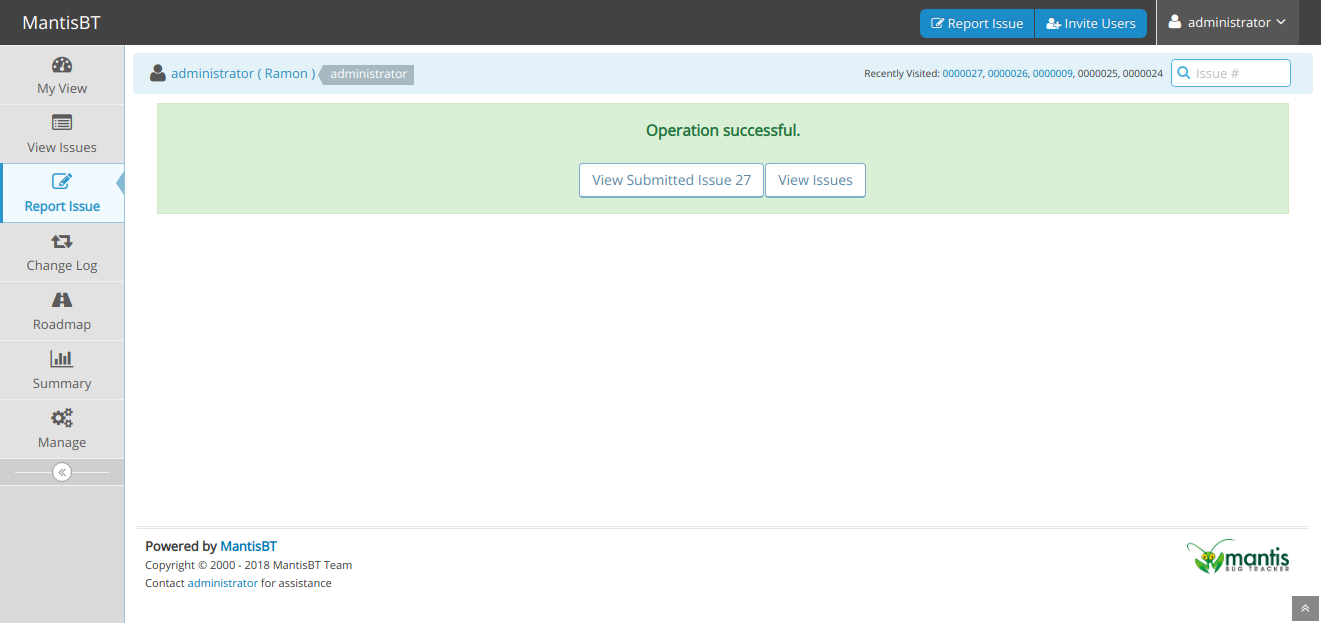 MantisBT
Report Issue
Invite Users
administrator
My View
View Issues
Report Issue
Change Log
Roadmap
Summary
Manage
administrator ( Ramon )
administrator
Recently Visited: 0000027, 0000026, 0000009, 0000025, 0000024
Issue #
Operation successful.
View Submitted Issue 27
View Issues
Powered by MantisBT
Copyright © 2000 - 2018 MantisBT Team
Contact administrator for assistance
mantis
BUG TRACKER